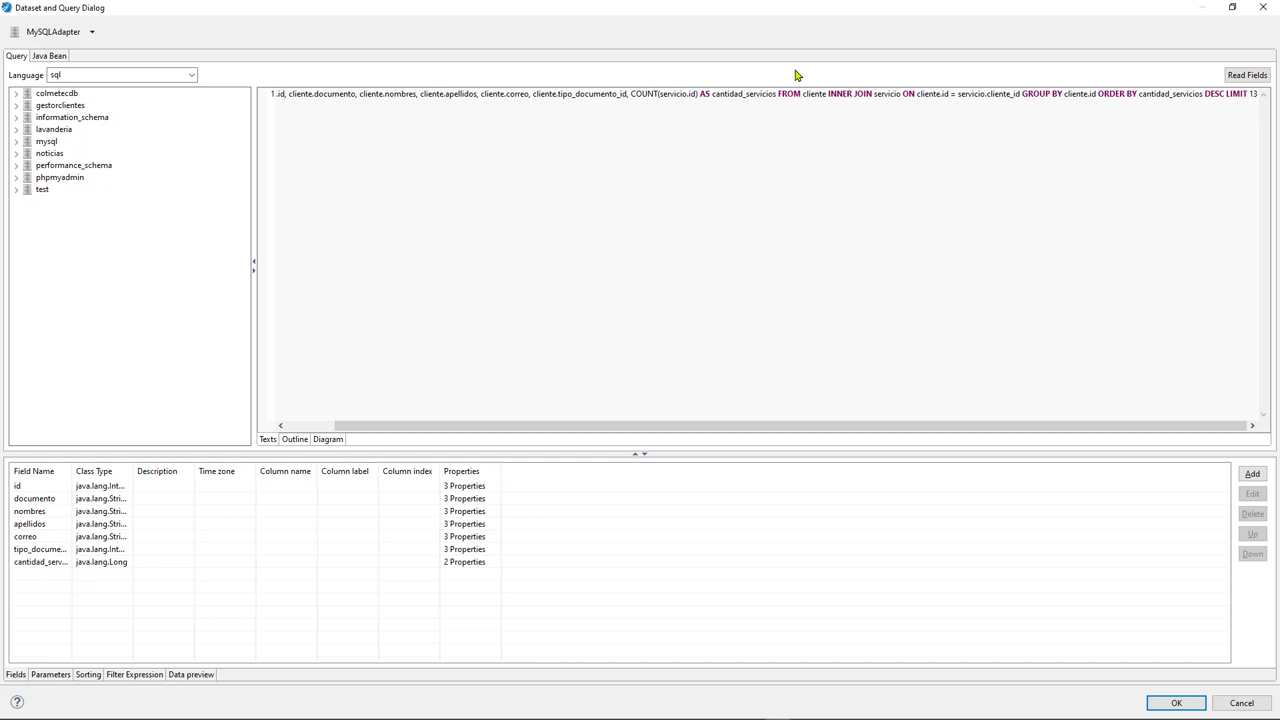 Dataset and Query Dialog
MySQLAdapter
Query Java Bean
Language sql Read Fields
colmetecdb
gestorclientes
information_schema
lavanderia
mysql
noticias
performance_schema
phpmyadmin
test
1.id, cliente.documento, cliente.nombres, cliente.apellidos, cliente.correo, cliente.tipo_documento_id, COUNT(servicio.id) AS cantidad_servicios FROM cliente INNER JOIN servicio ON cliente.id = servicio.cliente_id GROUP BY cliente.id ORDER BY cantidad_servicios DESC LIMIT 13
Texts Outline Diagram
Field Name Class Type Description Time zone Column name Column label Column index Properties
id java.lang.Int... 3 Properties
documento java.lang.Stri... 3 Properties
nombres java.lang.Stri... 3 Properties
apellidos java.lang.Stri... 3 Properties
correo java.lang.Stri... 3 Properties
tipo_docume... java.lang.Int... 3 Properties
cantidad_serv... java.lang.Long 2 Properties
Add
Edit
Delete
Up
Down
Fields Parameters Sorting Filter Expression Data preview
? OK Cancel